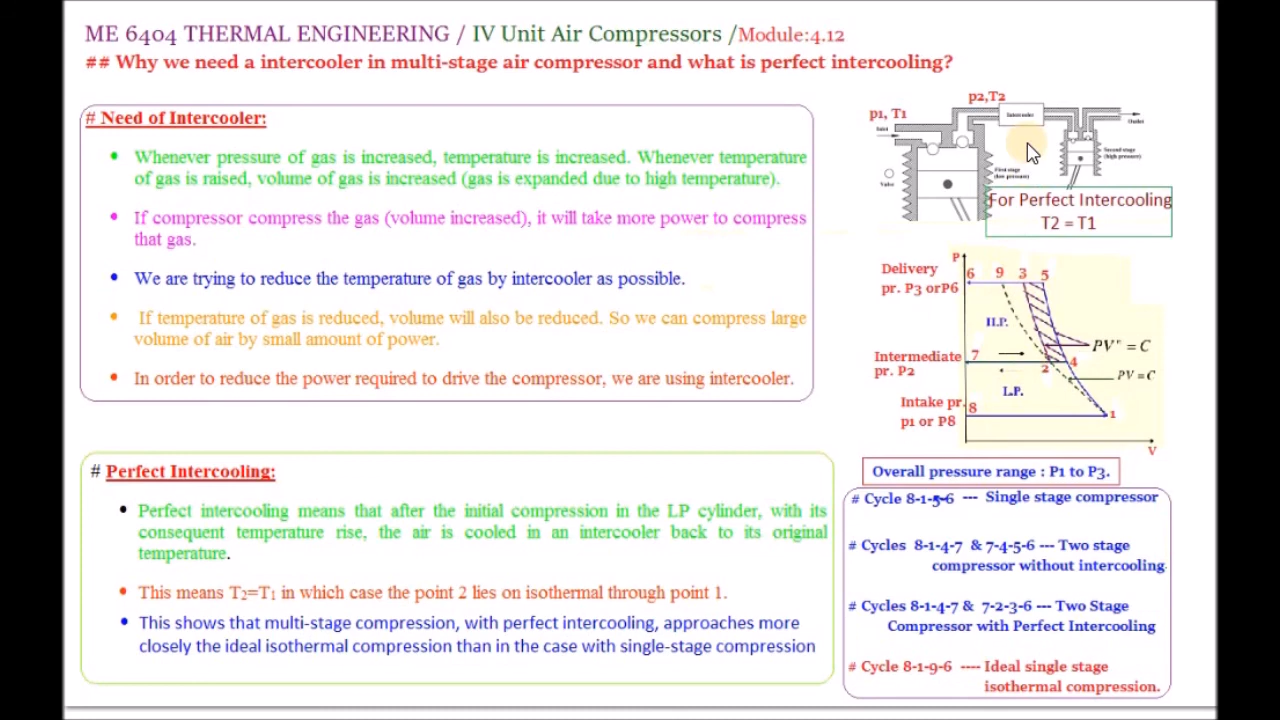 ME 6404 THERMAL ENGINEERING / IV Unit Air Compressors /Module:4.12
## Why we need a intercooler in multi-stage air compressor and what is perfect intercooling?
# Need of Intercooler:
• Whenever pressure of gas is increased, temperature is increased. Whenever temperature
of gas is raised, volume of gas is increased (gas is expanded due to high temperature).
• If compressor compress the gas (volume increased), it will take more power to compress
that gas.
• We are trying to reduce the temperature of gas by intercooler as possible.
• If temperature of gas is reduced, volume will also be reduced. So we can compress large
volume of air by small amount of power.
• In order to reduce the power required to drive the compressor, we are using intercooler.
# Perfect Intercooling:
• Perfect intercooling means that after the initial compression in the LP cylinder, with its
consequent temperature rise, the air is cooled in an intercooler back to its original
temperature.
• This means T2=T1 in which case the point 2 lies on isothermal through point 1.
• This shows that multi-stage compression, with perfect intercooling, approaches more
closely the ideal isothermal compression than in the case with single-stage compression
p2,T2
p1, T1
Intercooler
Inlet
Outlet
Second stage
(high pressure)
First stage
(low pressure)
Valve
For Perfect Intercooling
T2 = T1
P
Delivery
pr. P3 orP6
6 9 3 5
H.P.
PVⁿ = C
Intermediate
pr. P2
7
2
4
PV = C
L.P.
Intake pr.
p1 or P8
8
1
V
Overall pressure range : P1 to P3.
# Cycle 8-1-5-6 --- Single stage compressor
# Cycles 8-1-4-7 & 7-4-5-6 --- Two stage
compressor without intercooling.
# Cycles 8-1-4-7 & 7-2-3-6 --- Two Stage
Compressor with Perfect Intercooling
# Cycle 8-1-9-6 ---- Ideal single stage
isothermal compression.